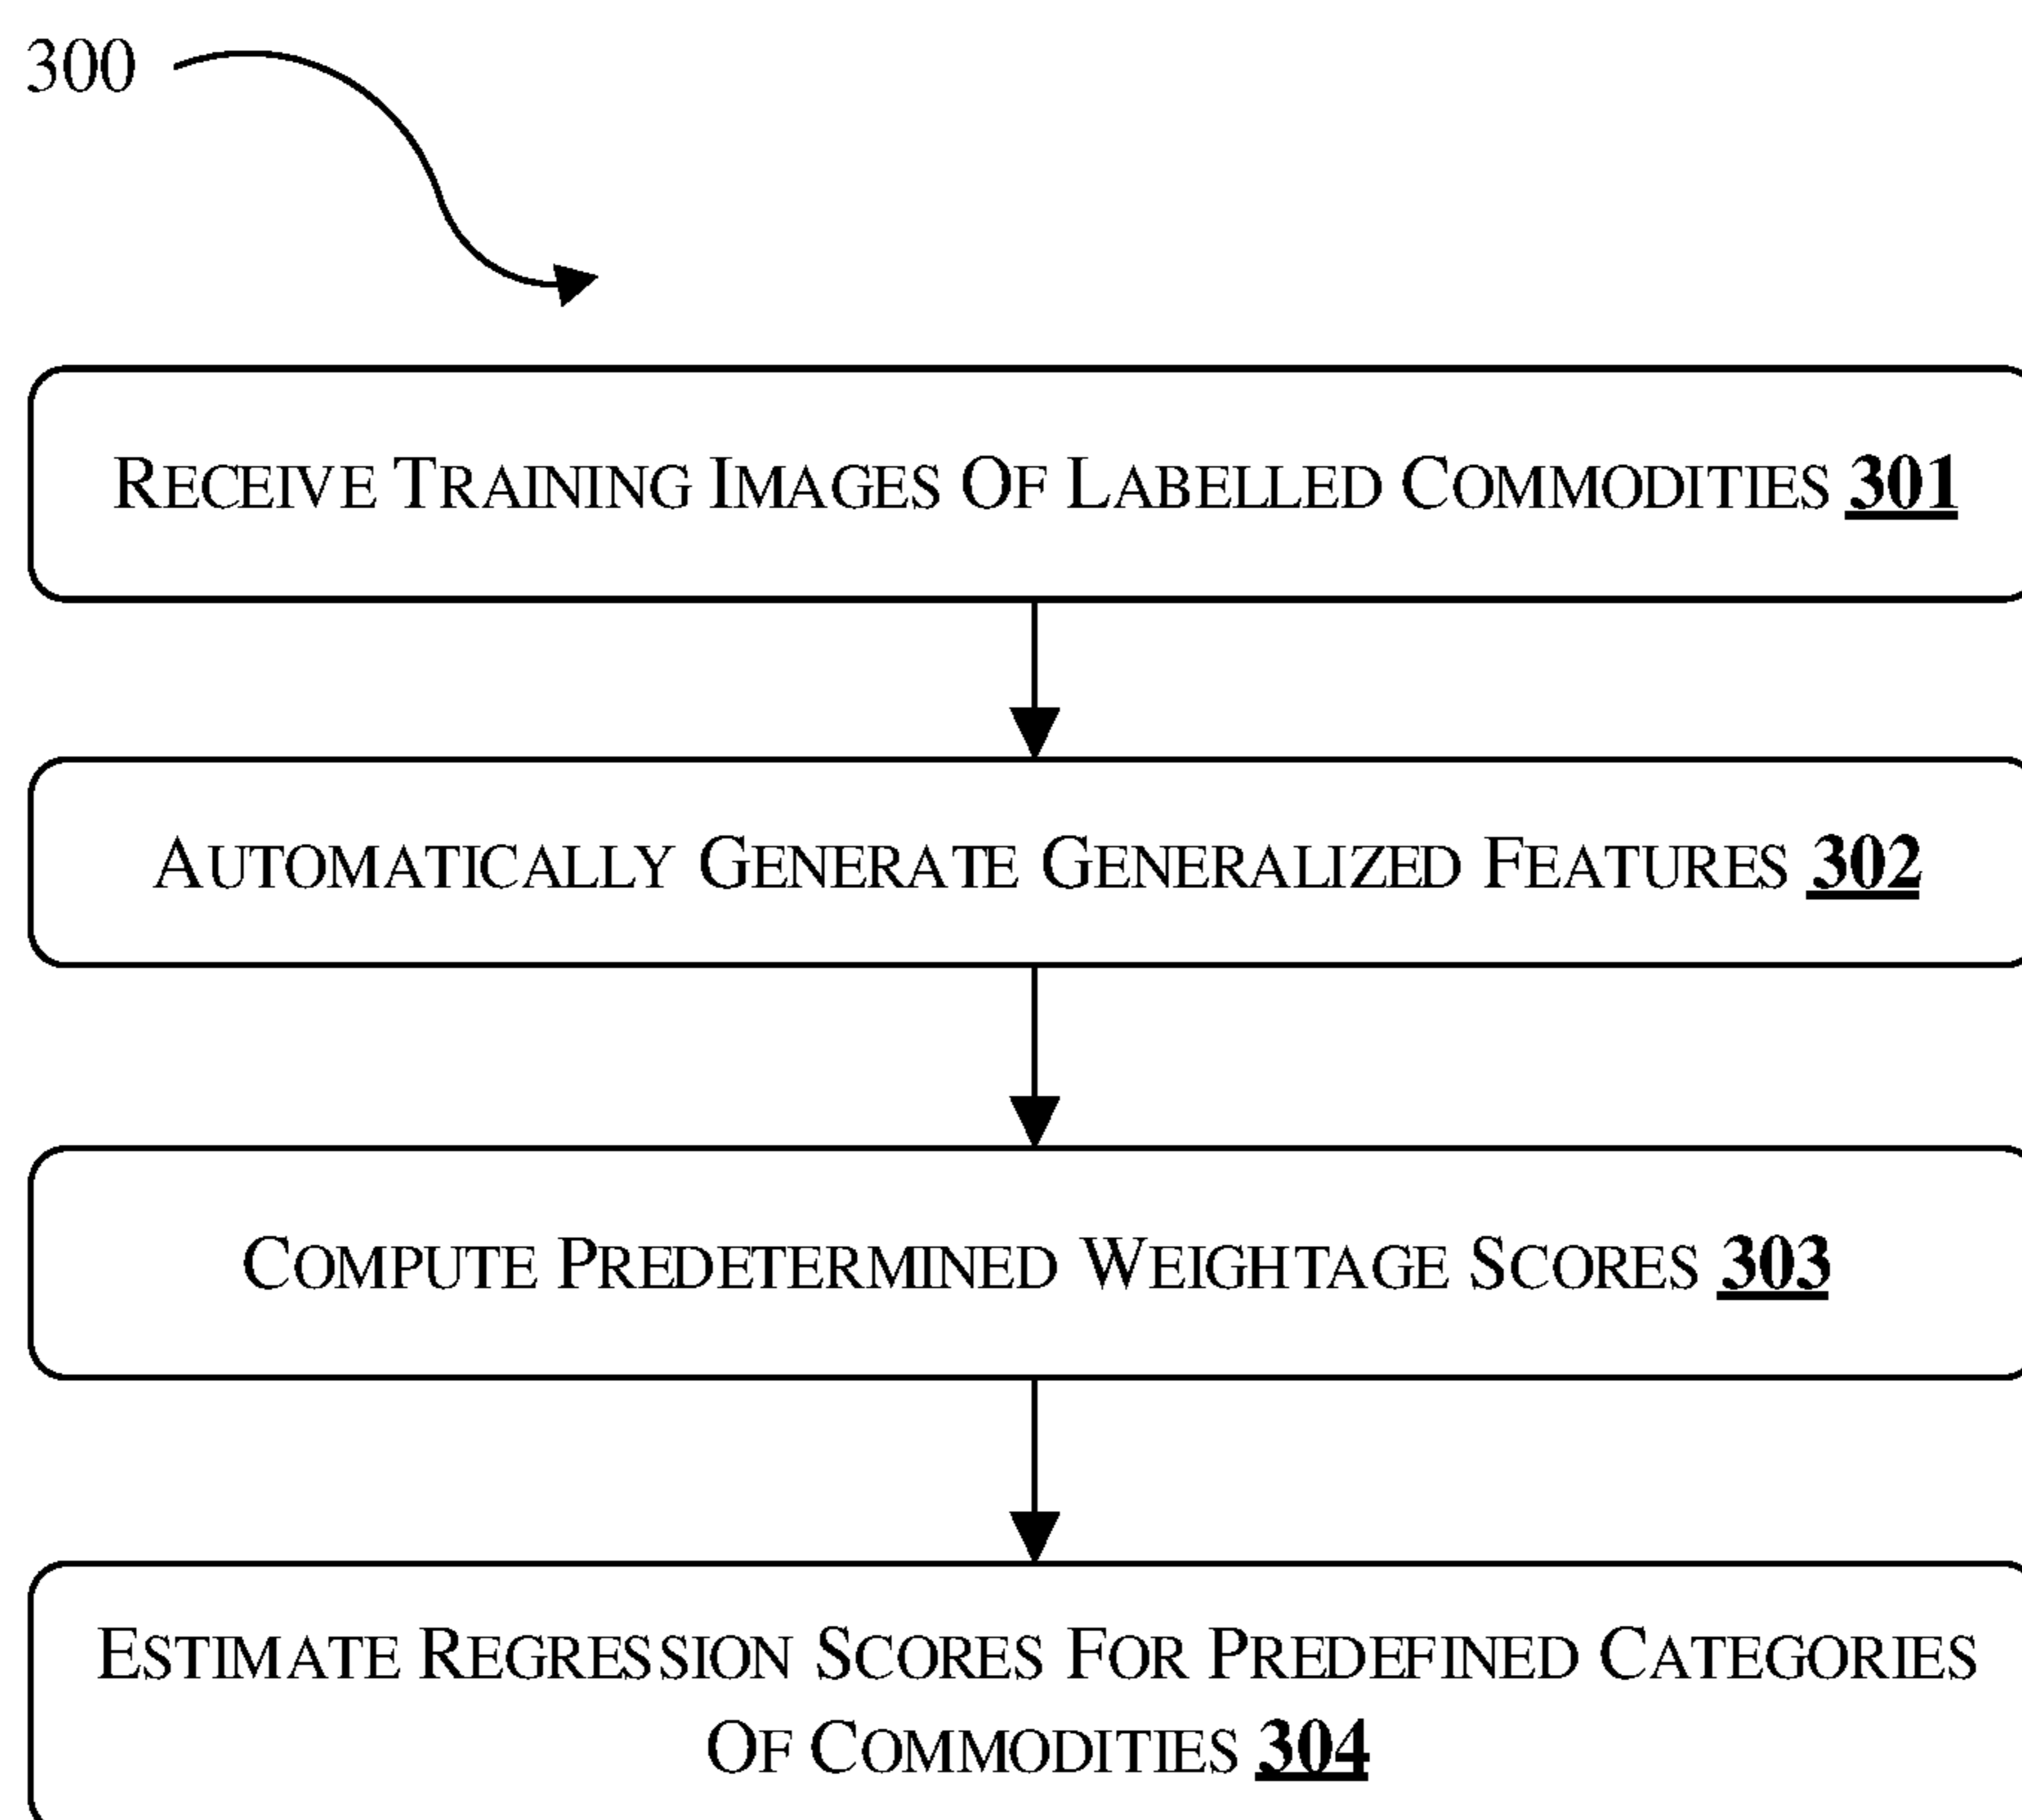 300
RECEIVE TRAINING IMAGES OF LABELLED COMMODITIES 301
AUTOMATICALLY GENERATE GENERALIZED FEATURES 302
COMPUTE PREDETERMINED WEIGHTAGE SCORES 303
ESTIMATE REGRESSION SCORES FOR PREDEFINED CATEGORIES
OF COMMODITIES 304